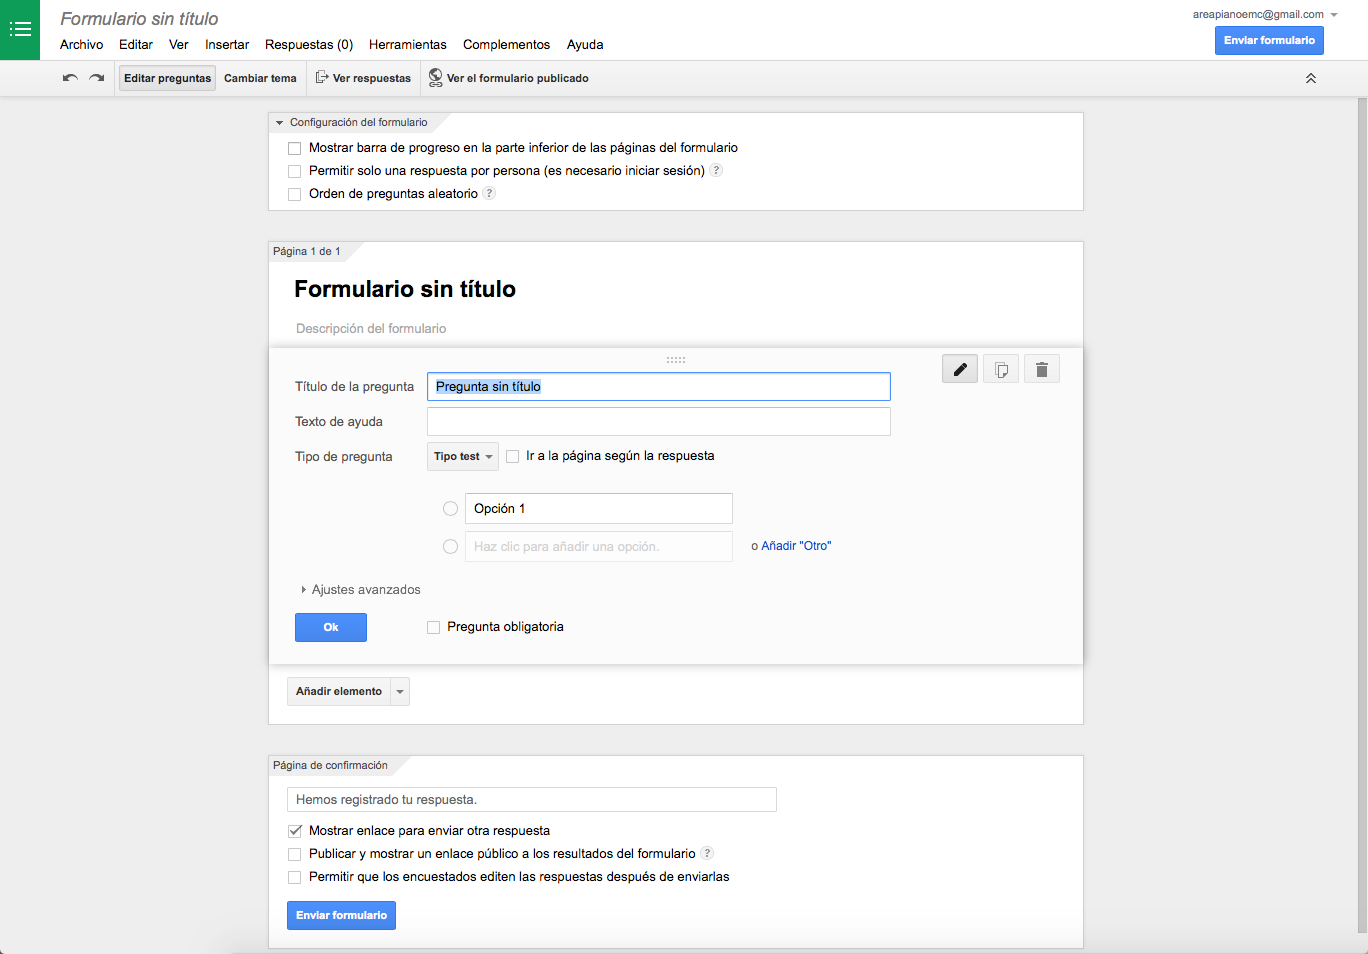 Formulario sin título
areapianoemc@gmail.com
Archivo Editar Ver Insertar Respuestas (0) Herramientas Complementos Ayuda
Enviar formulario
Editar preguntas Cambiar tema Ver respuestas Ver el formulario publicado
Configuración del formulario
Mostrar barra de progreso en la parte inferior de las páginas del formulario
Permitir solo una respuesta por persona (es necesario iniciar sesión) ?
Orden de preguntas aleatorio ?
Página 1 de 1
Formulario sin título
Descripción del formulario
Título de la pregunta Pregunta sin título
Texto de ayuda
Tipo de pregunta Tipo test Ir a la página según la respuesta
Opción 1
Haz clic para añadir una opción. o Añadir "Otro"
Ajustes avanzados
Ok Pregunta obligatoria
Añadir elemento
Página de confirmación
Hemos registrado tu respuesta.
Mostrar enlace para enviar otra respuesta
Publicar y mostrar un enlace público a los resultados del formulario ?
Permitir que los encuestados editen las respuestas después de enviarlas
Enviar formulario